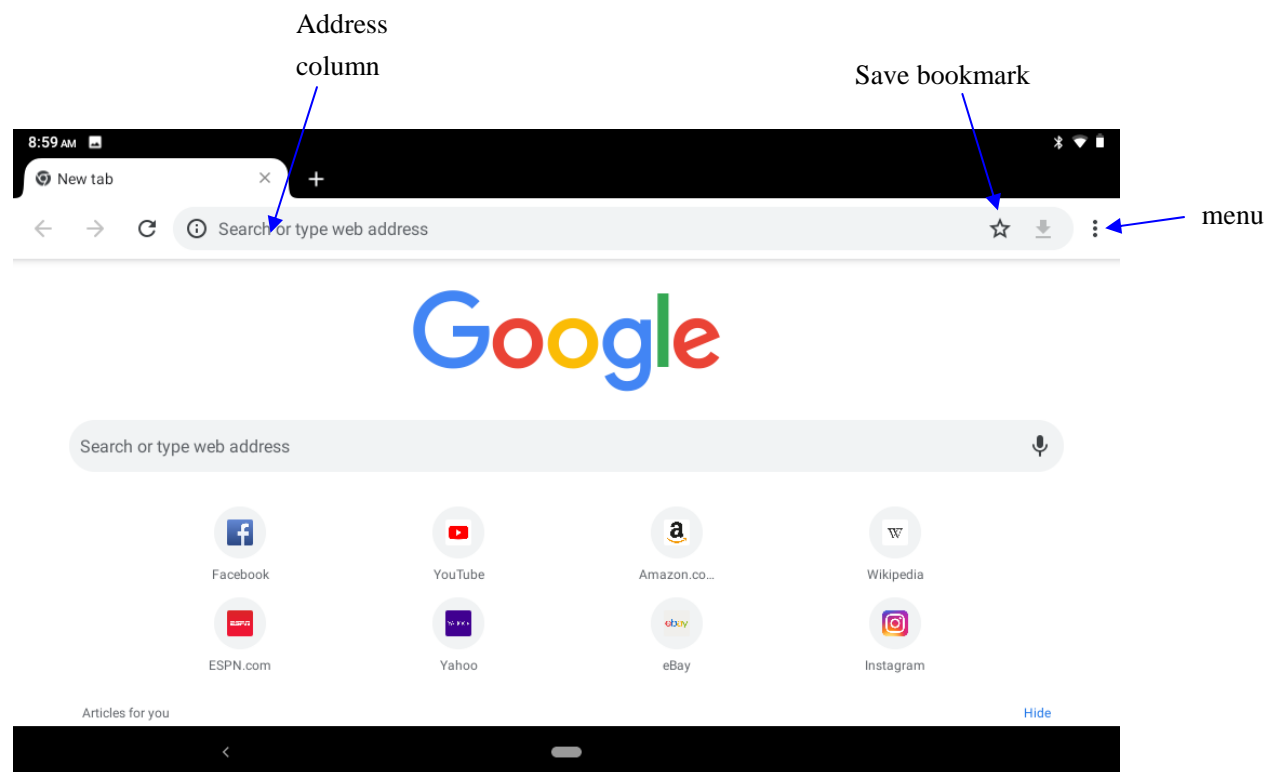 Address
column
Save bookmark
8:59 AM
New tab
Search or type web address
menu
Google
Search or type web address
Facebook YouTube Amazon.co... Wikipedia
ESPN.com Yahoo eBay Instagram
Articles for you Hide